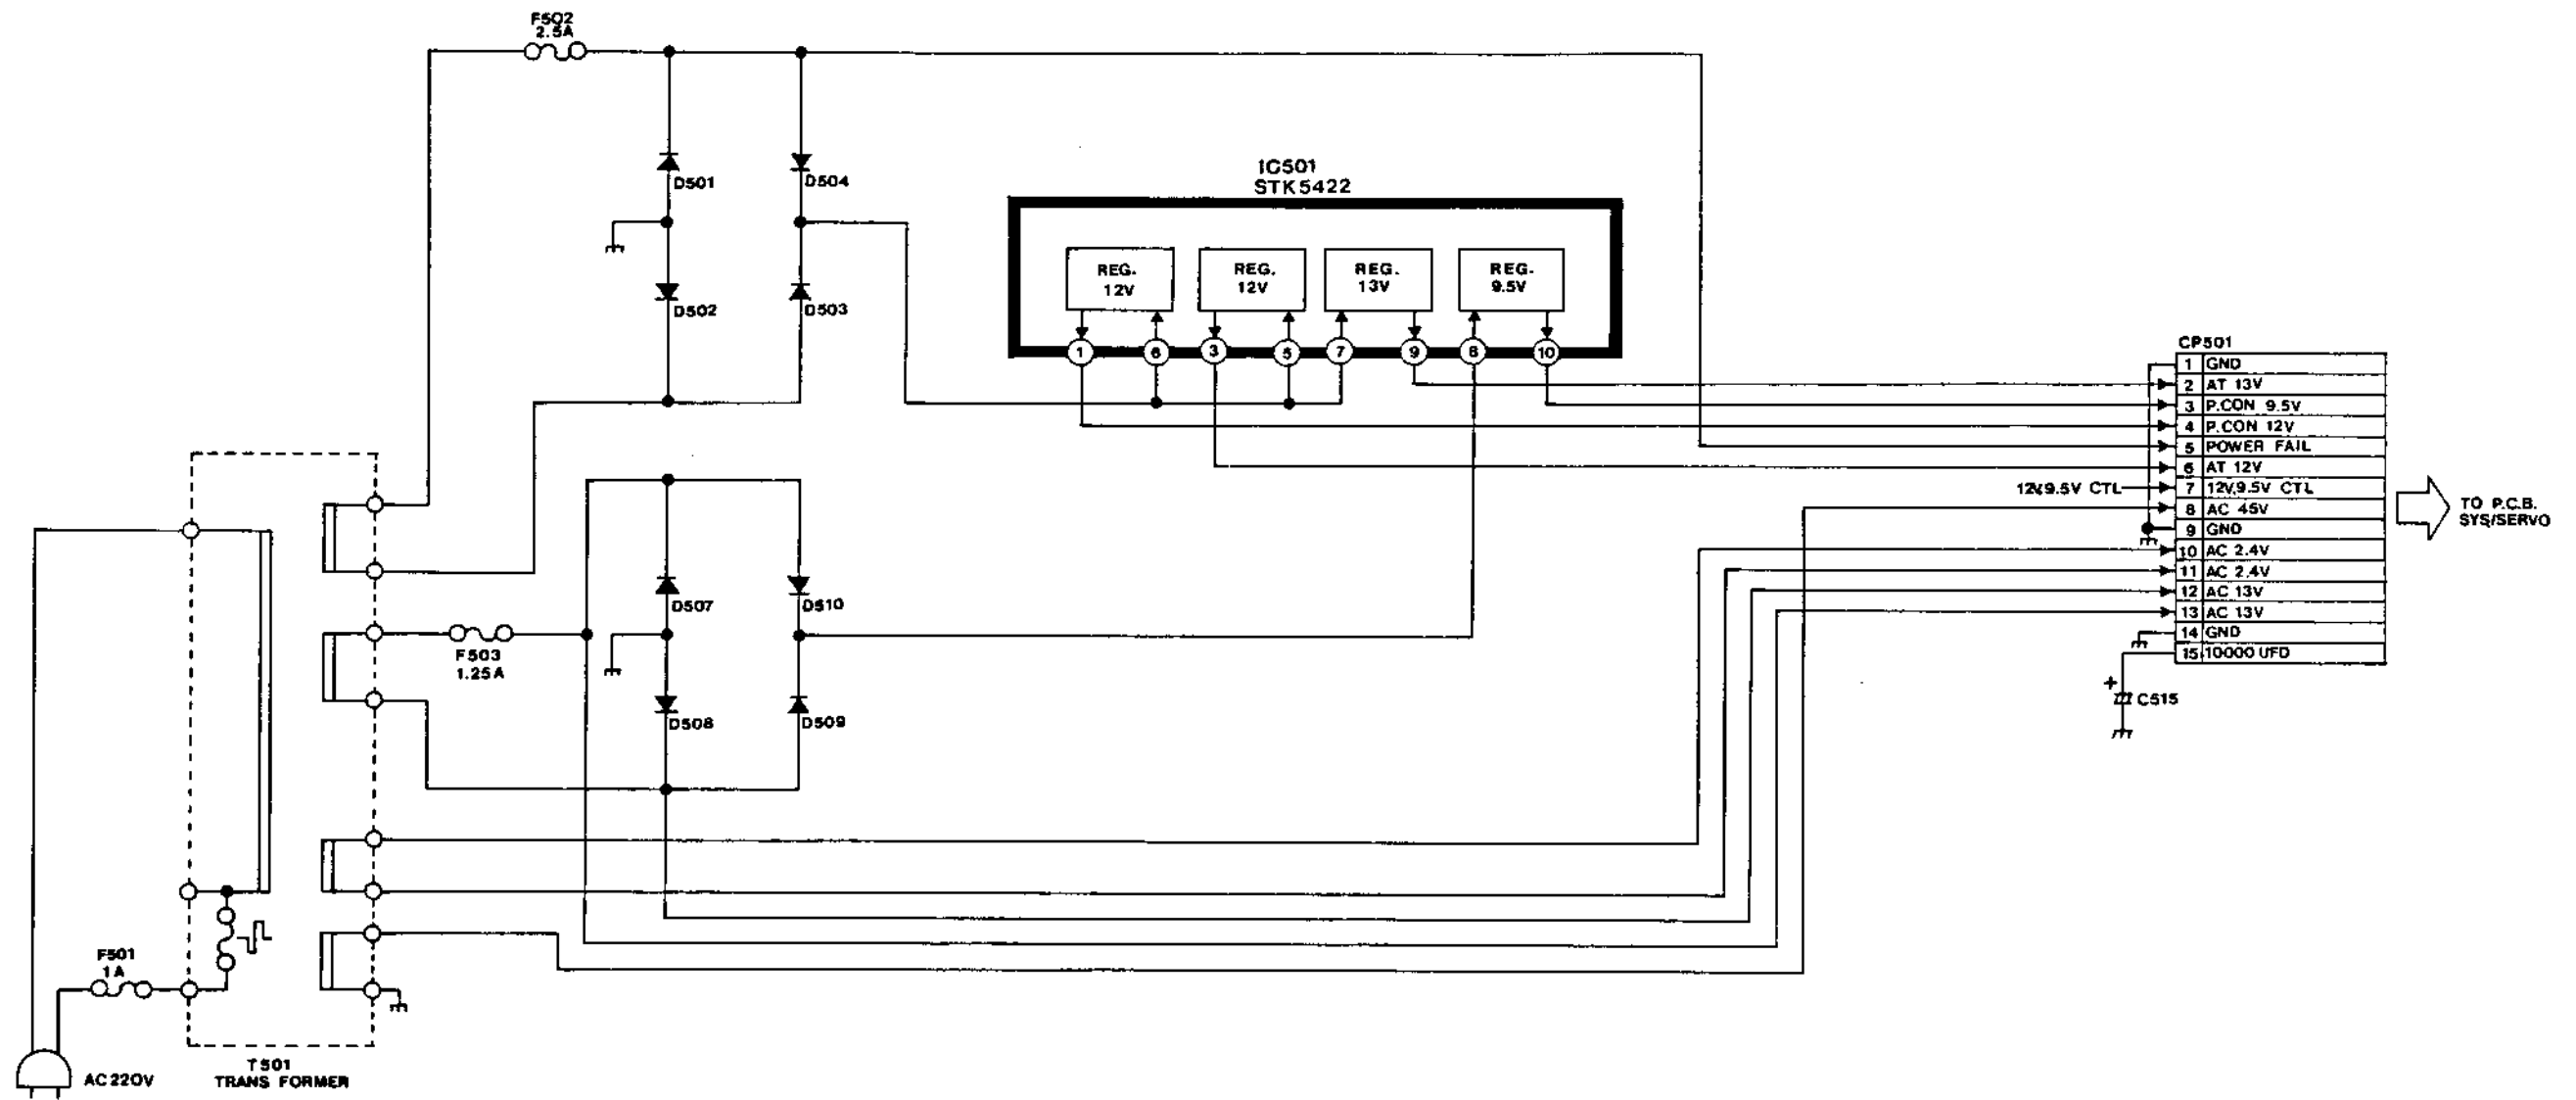 F502
2.5A
D501
D504
D502
D503
IC501
STK5422
REG.
12V
REG.
12V
REG.
13V
REG.
9.5V
1
6
3
5
7
9
8
10
CP501
1 GND
2 AT 13V
3 P.CON 9.5V
4 P.CON 12V
5 POWER FAIL
6 AT 12V
12V,9.5V CTL
7 12V,9.5V CTL
8 AC 45V
9 GND
10 AC 2.4V
11 AC 2.4V
12 AC 13V
13 AC 13V
14 GND
15 10000 UFD
TO P.C.B.
SYS/SERVO
+
C515
D507
D510
F503
1.25A
D508
D509
F501
1A
T501
TRANS FORMER
AC220V